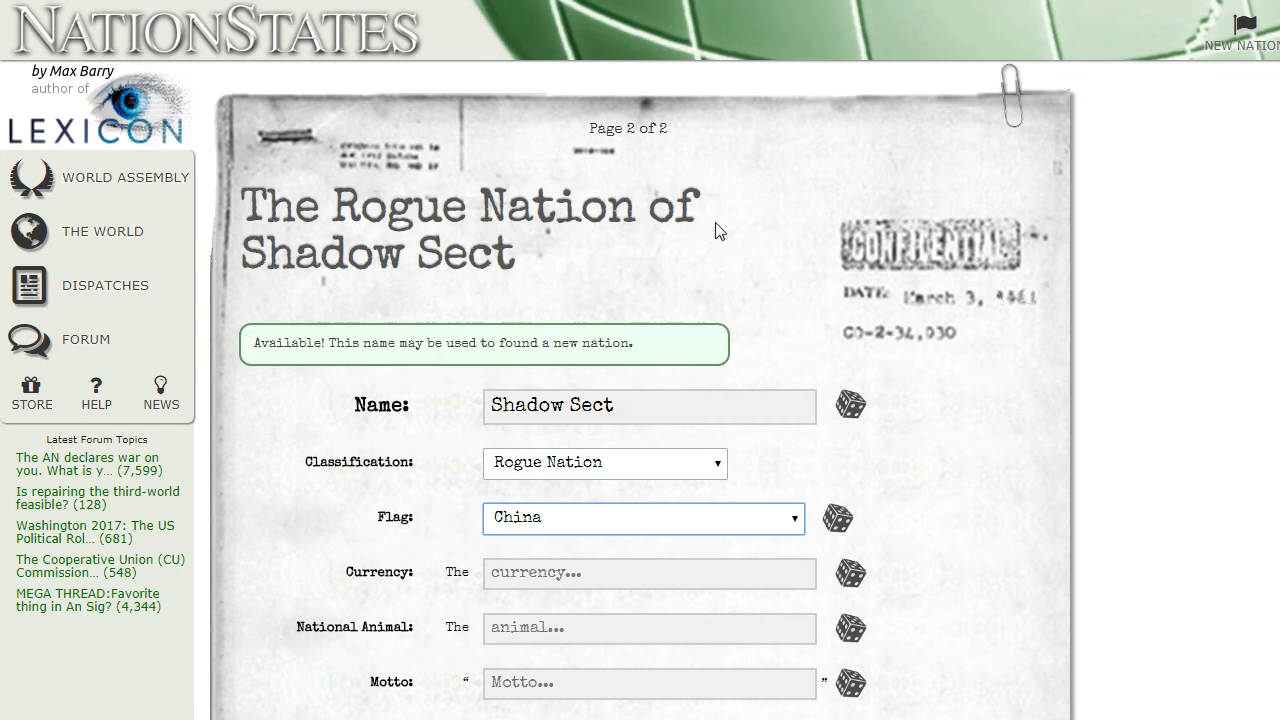 NATIONSTATES
NEW NATION
by Max Barry
author of
LEXICON
WORLD ASSEMBLY
THE WORLD
DISPATCHES
FORUM
STORE
HELP
NEWS
Latest Forum Topics
The AN declares war on
you. What is y... (7,599)
Is repairing the third-world
feasible? (128)
Washington 2017: The US
Political Rol... (681)
The Cooperative Union (CU)
Commission... (548)
MEGA THREAD:Favorite
thing in An Sig? (4,344)
Page 2 of 2
The Rogue Nation of
Shadow Sect
CONFIDENTIAL
DATE: March 3,
Available! This name may be used to found a new nation.
Name: Shadow Sect
Classification: Rogue Nation
Flag: China
Currency: The currency...
National Animal: The animal...
Motto: “ Motto... ”